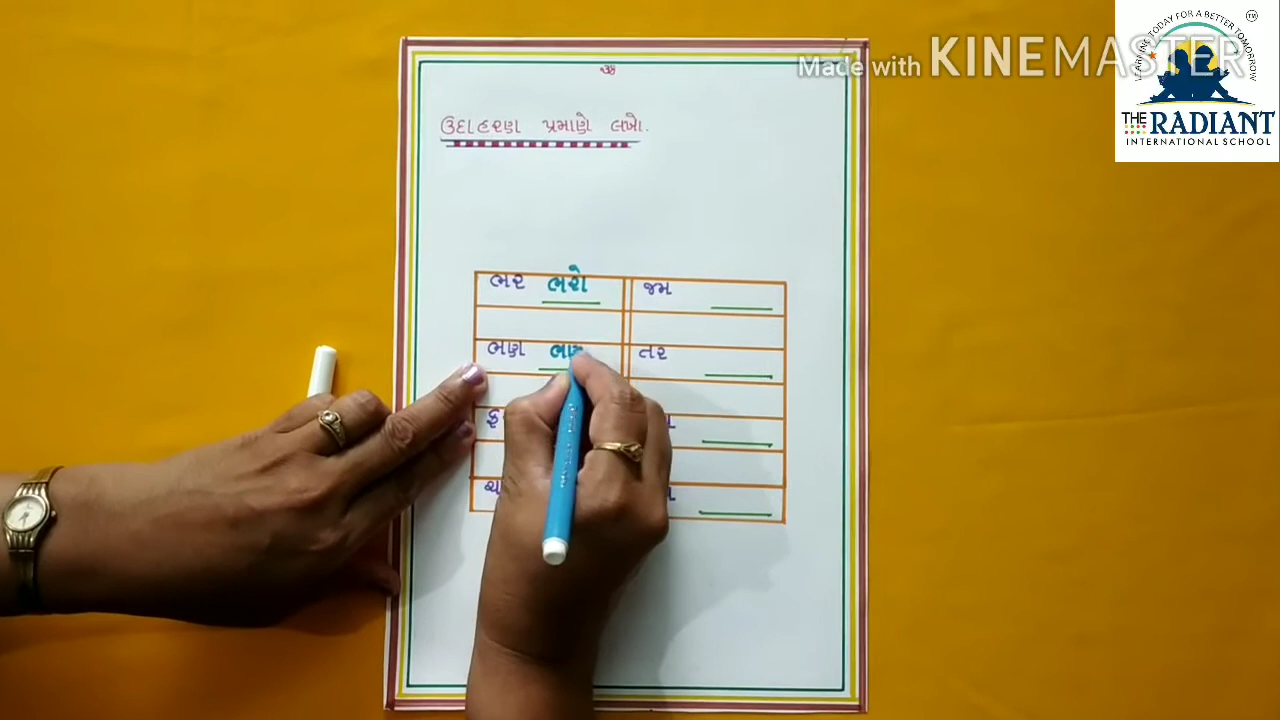 Made with KINEMASTER
LEARNING TODAY FOR A BETTER TOMORROW
TM
THE RADIANT
INTERNATIONAL SCHOOL
ૐ
ઉદાહરણ પ્રમાણે લખો.
ભર ભરો જમ
ભણ તર